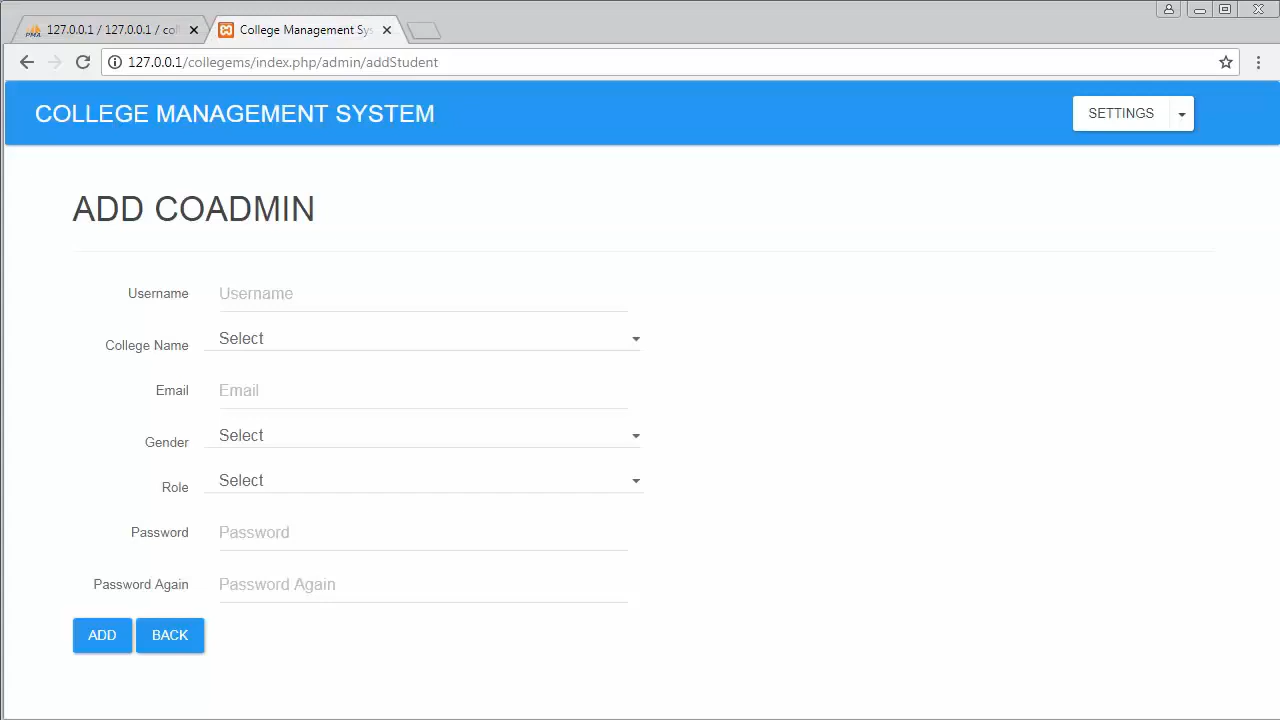 127.0.0.1 / 127.0.0.1 / col
College Management Sys
127.0.0.1/collegems/index.php/admin/addStudent
COLLEGE MANAGEMENT SYSTEM
SETTINGS
ADD COADMIN
Username Username
College Name Select
Email Email
Gender Select
Role Select
Password Password
Password Again Password Again
ADD BACK